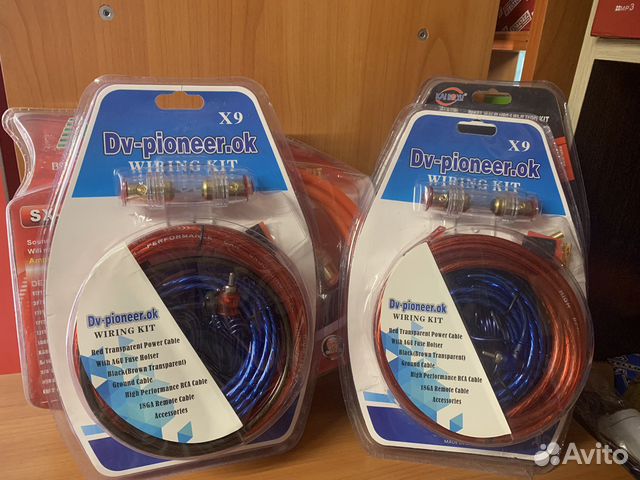 X9
Dv-pioneer.ok
WIRING KIT
PERFORMANCE
Dv-pioneer.ok
WIRING KIT
Red Transparent Power Cable
With AGU Fuse Holser
Black(Brown Transparent)
Ground Cable
High Performance RCA Cable
18GA Remote Cable
Accessories
X9
Dv-pioneer.ok
WIRING KIT
Dv-pioneer.ok
WIRING KIT
Red Transparent Power Cable
With AGU Fuse Holser
Black(Brown Transparent)
Ground Cable
High Performance RCA Cable
18GA Remote Cable
Accessories
SX
KIT
MP3
Avito